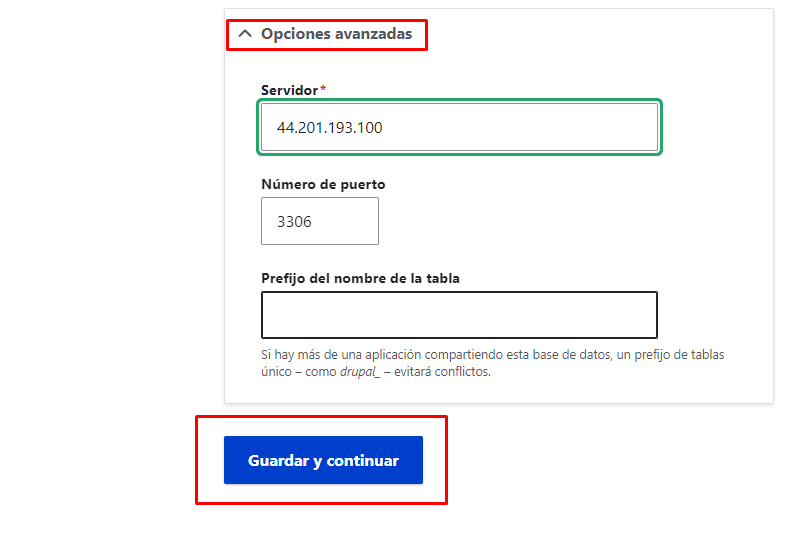 Opciones avanzadas
Servidor*
44.201.193.100
Número de puerto
3306
Prefijo del nombre de la tabla
Si hay más de una aplicación compartiendo esta base de datos, un prefijo de tablas
único – como drupal_ – evitará conflictos.
Guardar y continuar